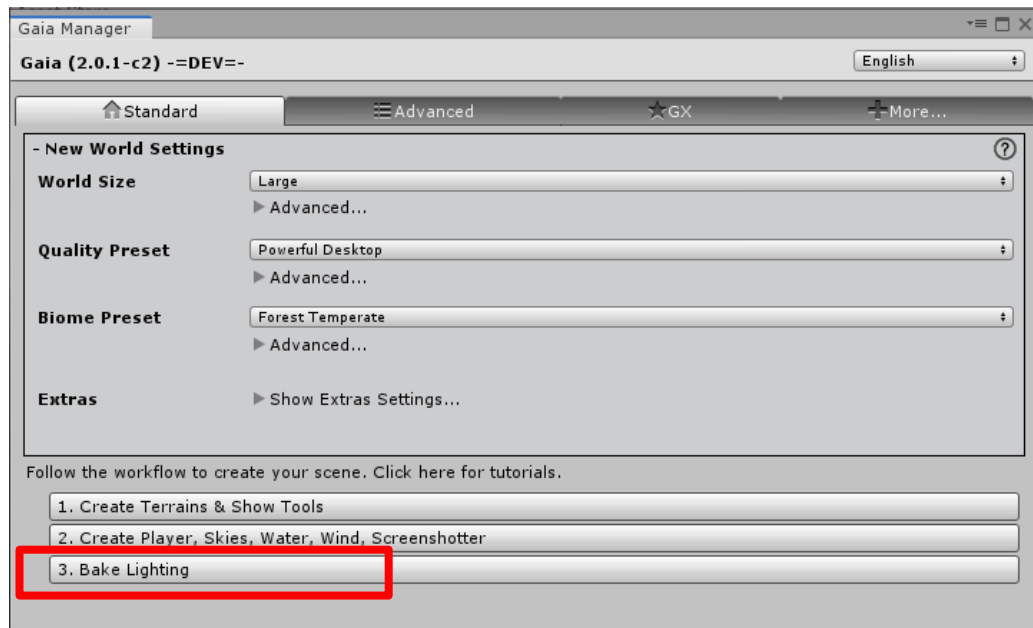 Gaia Manager
Gaia (2.0.1-c2) -=DEV=-
English
Standard
Advanced
GX
More...
- New World Settings
World Size
Large
Advanced...
Quality Preset
Powerful Desktop
Advanced...
Biome Preset
Forest Temperate
Advanced...
Extras
Show Extras Settings...
Follow the workflow to create your scene. Click here for tutorials.
1. Create Terrains & Show Tools
2. Create Player, Skies, Water, Wind, Screenshotter
3. Bake Lighting